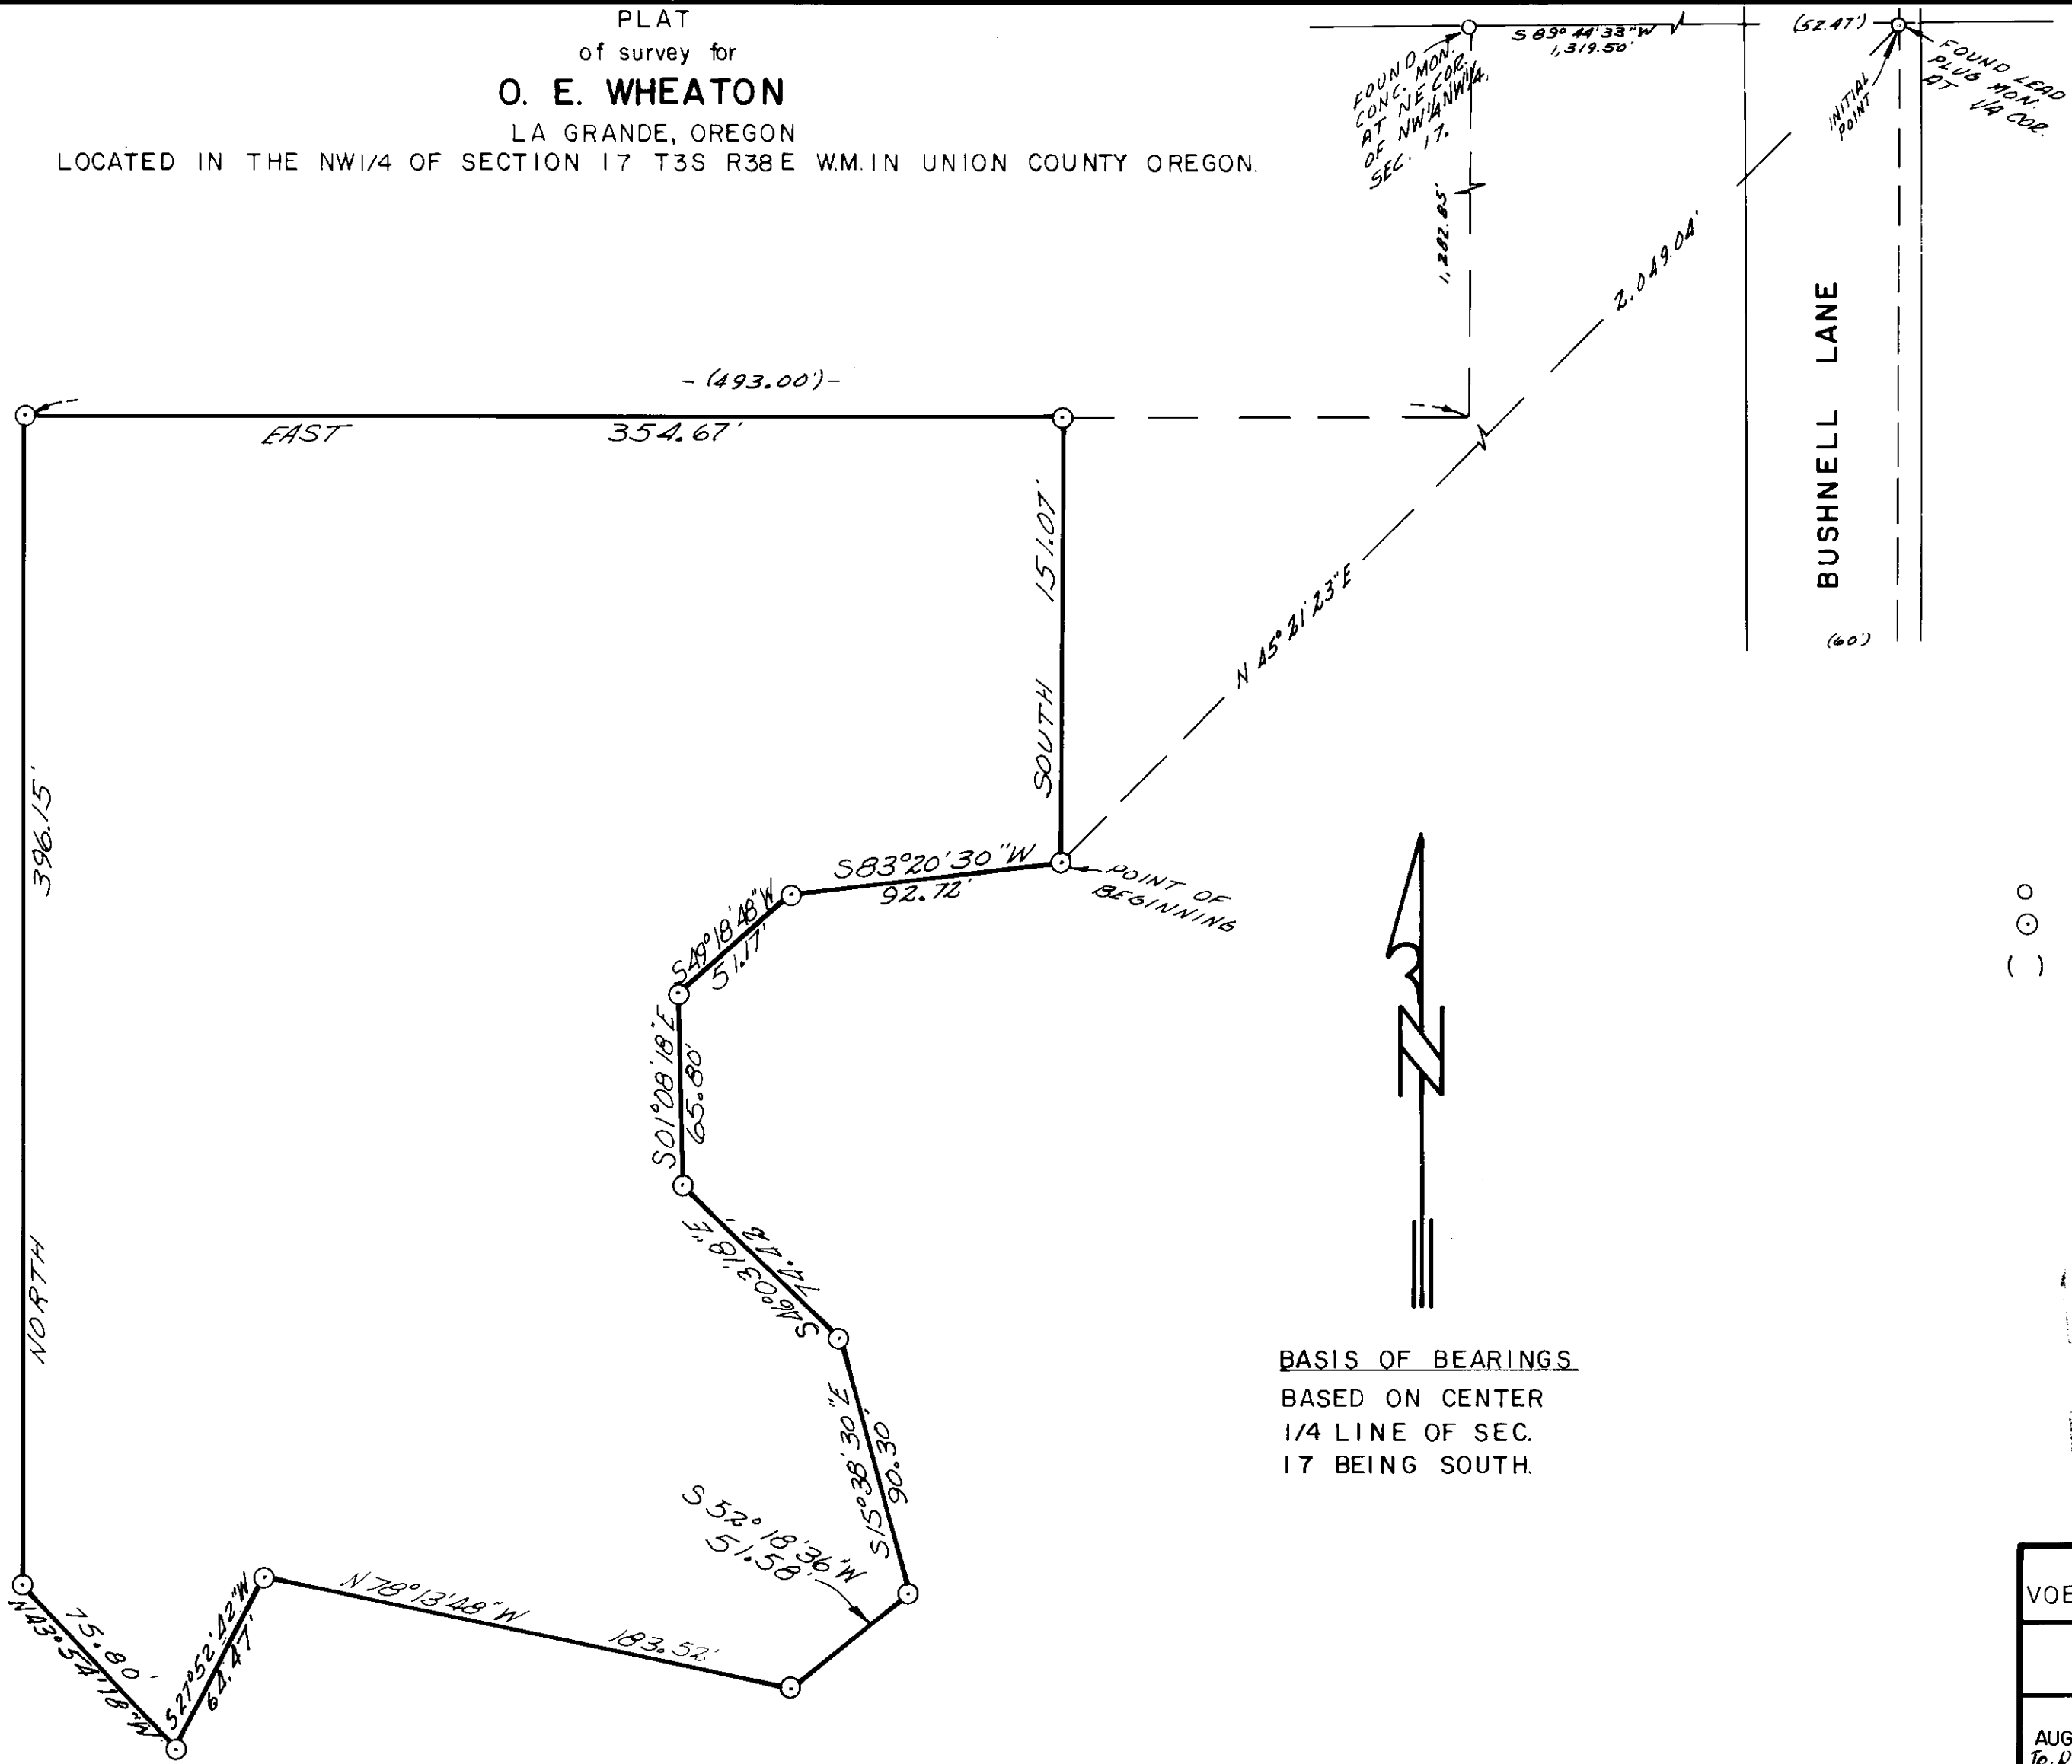 PLAT
of survey for
O. E. WHEATON
LA GRANDE, OREGON
LOCATED IN THE NW1/4 OF SECTION 17 T3S R38E W.M. IN UNION COUNTY OREGON.
S 89° 44' 33" W
1,319.50'
(52.47')
FOUND
CONC. MON.
AT NE COR.
OF NW1/4 NW1/4,
SEC. 17.
INITIAL
POINT
FOUND LEAD
PLUG MON.
AT 1/4 COR.
1,282.85'
2,049.04'
BUSHNELL LANE
(60')
-(493.00')-
EAST 354.67'
SOUTH 151.07'
N 45° 21' 23" E
396.15'
NORTH
S83°20'30"W
92.72'
POINT OF
BEGINNING
S49°18'48"W
51.17'
S01°08'18"E
65.80'
S46°03'18"E
74.42'
S15°38'30"E
90.30'
S 52° 18' 36" W
51.58'
N78°13'48"W
183.52'
S27°52'42"W
64.47'
75.80'
N43°54'18"W
N
( )
BASIS OF BEARINGS
BASED ON CENTER
1/4 LINE OF SEC.
17 BEING SOUTH.
VOE
AUG